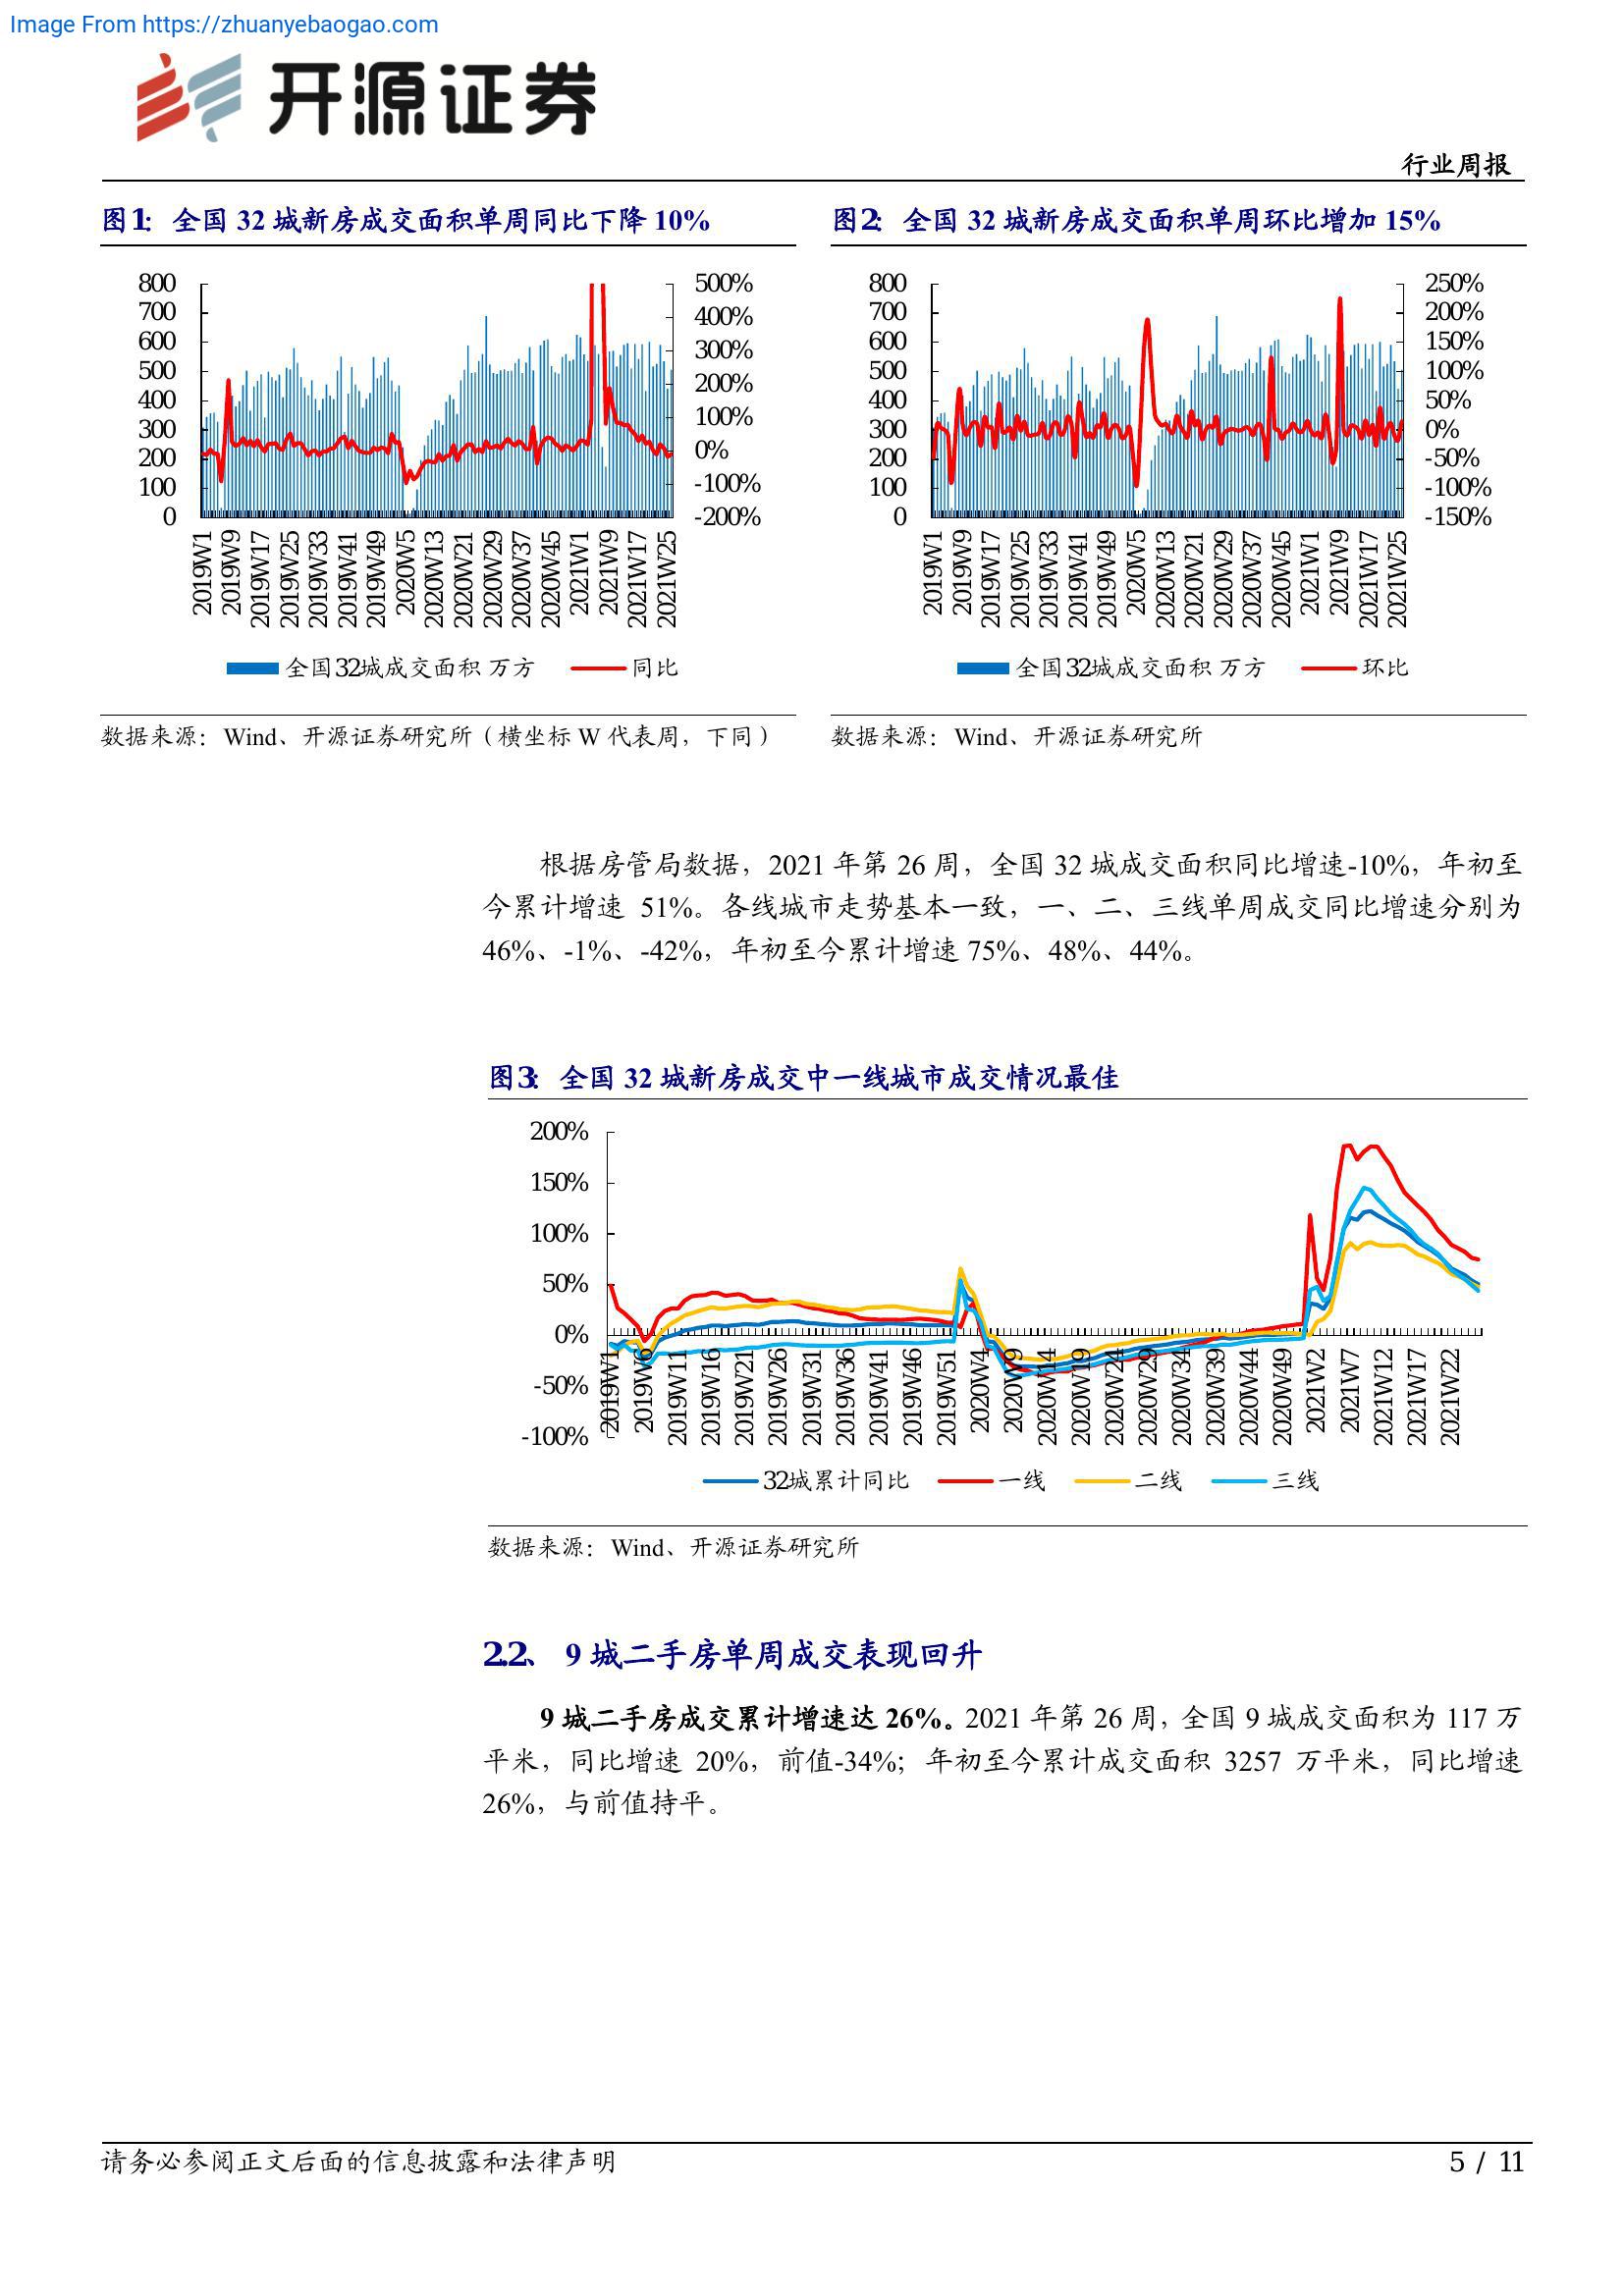 Image From https://zhuanyebaogao.com
开源证券
行业周报
图1： 全国 32 城新房成交面积单周同比下降 10%
800
700
600
500
400
300
200
100
0
500%
400%
300%
200%
100%
0%
-100%
-200%
2019W1
2019W9
2019W17
2019W25
2019W33
2019W41
2019W49
2020W5
2020W13
2020W21
2020W29
2020W37
2020W45
2021W1
2021W9
2021W17
2021W25
全国32城成交面积 万方
同比
数据来源：Wind、开源证券研究所（横坐标 W 代表周，下同）
图2： 全国 32 城新房成交面积单周环比增加 15%
800
700
600
500
400
300
200
100
0
250%
200%
150%
100%
50%
0%
-50%
-100%
-150%
2019W1
2019W9
2019W17
2019W25
2019W33
2019W41
2019W49
2020W5
2020W13
2020W21
2020W29
2020W37
2020W45
2021W1
2021W9
2021W17
2021W25
全国32城成交面积 万方
环比
数据来源：Wind、开源证券研究所
根据房管局数据，2021 年第 26 周，全国 32 城成交面积同比增速-10%，年初至
今累计增速 51%。各线城市走势基本一致，一、二、三线单周成交同比增速分别为
46%、-1%、-42%，年初至今累计增速 75%、48%、44%。
图3： 全国 32 城新房成交中一线城市成交情况最佳
200%
150%
100%
50%
0%
-50%
-100%
2019W1
2019W6
2019W11
2019W16
2019W21
2019W26
2019W31
2019W36
2019W41
2019W46
2019W51
2020W4
2020W9
2020W14
2020W19
2020W24
2020W29
2020W34
2020W39
2020W44
2020W49
2021W2
2021W7
2021W12
2021W17
2021W22
32城累计同比
一线
二线
三线
数据来源：Wind、开源证券研究所
2.2、 9 城二手房单周成交表现回升
9 城二手房成交累计增速达 26%。2021 年第 26 周，全国 9 城成交面积为 117 万
平米，同比增速 20%，前值-34%；年初至今累计成交面积 3257 万平米，同比增速
26%，与前值持平。
请务必参阅正文后面的信息披露和法律声明
5 / 11